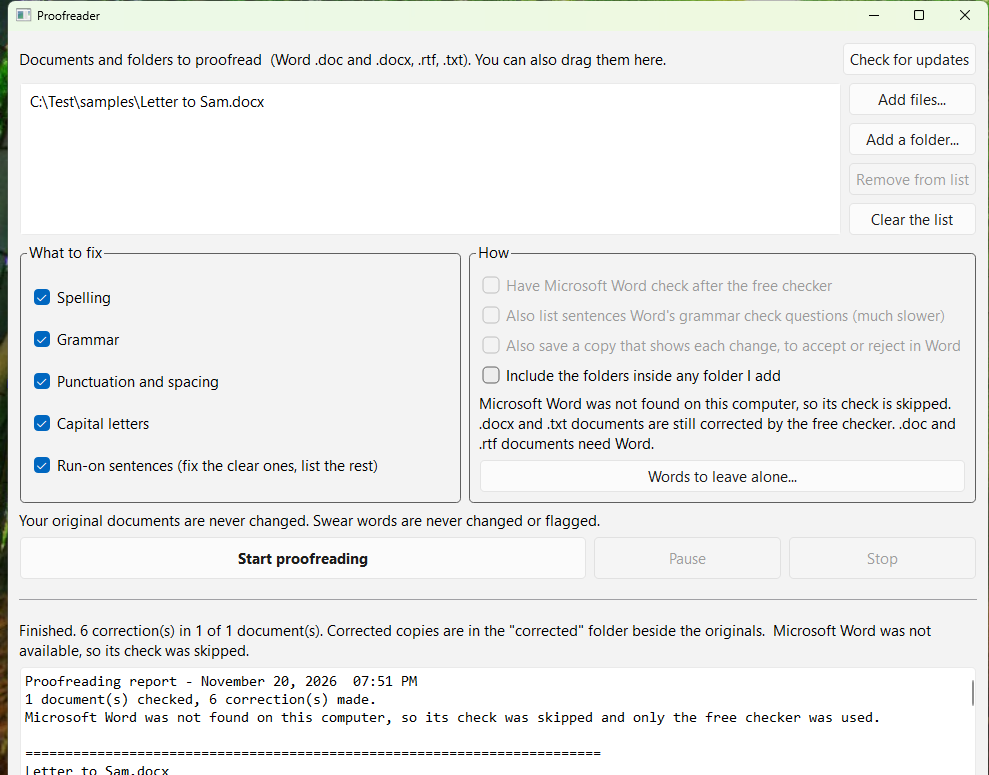 Proofreader
Documents and folders to proofread  (Word .doc and .docx, .rtf, .txt). You can also drag them here.
Check for updates
C:\Test\samples\Letter to Sam.docx
Add files...
Add a folder...
Remove from list
Clear the list
What to fix
Spelling
Grammar
Punctuation and spacing
Capital letters
Run-on sentences (fix the clear ones, list the rest)
How
Have Microsoft Word check after the free checker
Also list sentences Word's grammar check questions (much slower)
Also save a copy that shows each change, to accept or reject in Word
Include the folders inside any folder I add
Microsoft Word was not found on this computer, so its check is skipped.
.docx and .txt documents are still corrected by the free checker. .doc and
.rtf documents need Word.
Words to leave alone...
Your original documents are never changed. Swear words are never changed or flagged.
Start proofreading
Pause
Stop
Finished. 6 correction(s) in 1 of 1 document(s). Corrected copies are in the "corrected" folder beside the originals.  Microsoft Word was not
available, so its check was skipped.
Proofreading report - November 20, 2026  07:51 PM
1 document(s) checked, 6 correction(s) made.
Microsoft Word was not found on this computer, so its check was skipped and only the free checker was used.
========================================================================
Letter to Sam.docx